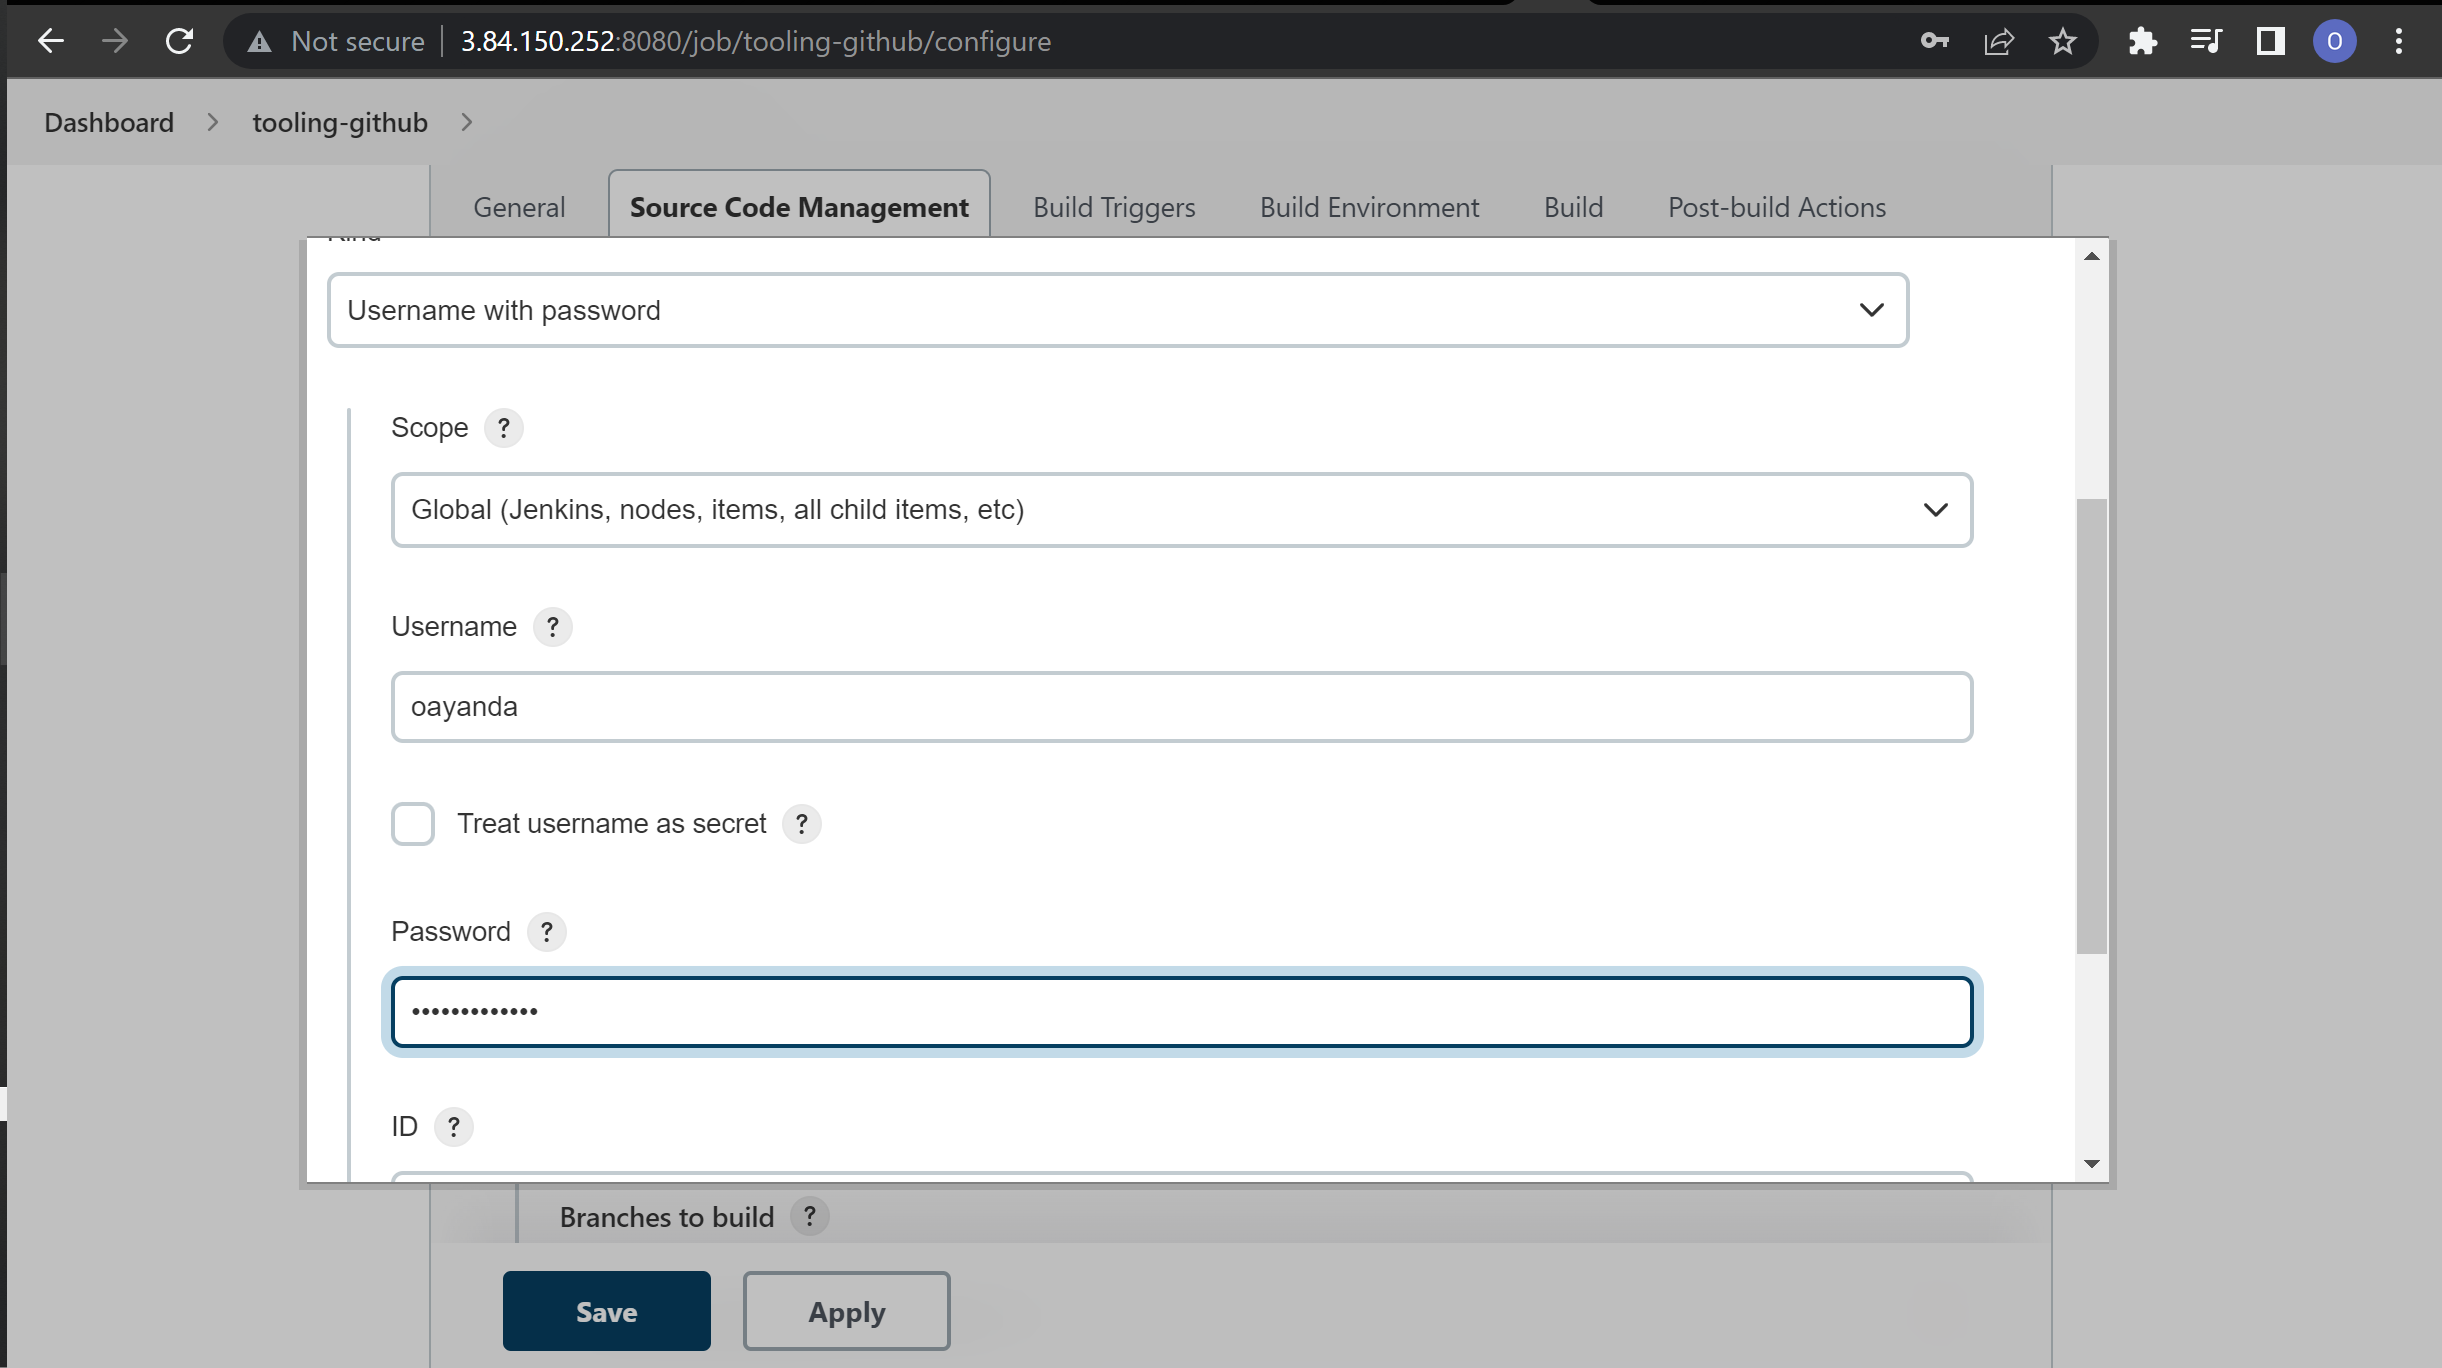 Not secure 3.84.150.252:8080/job/tooling-github/configure O
Dashboard tooling-github
General Source Code Management Build Triggers Build Environment Build Post-build Actions
Kind
Username with password
Scope ?
Global (Jenkins, nodes, items, all child items, etc)
Username ?
oayanda
Treat username as secret ?
Password ?
•••••••••••••
ID ?
Branches to build ?
Save Apply